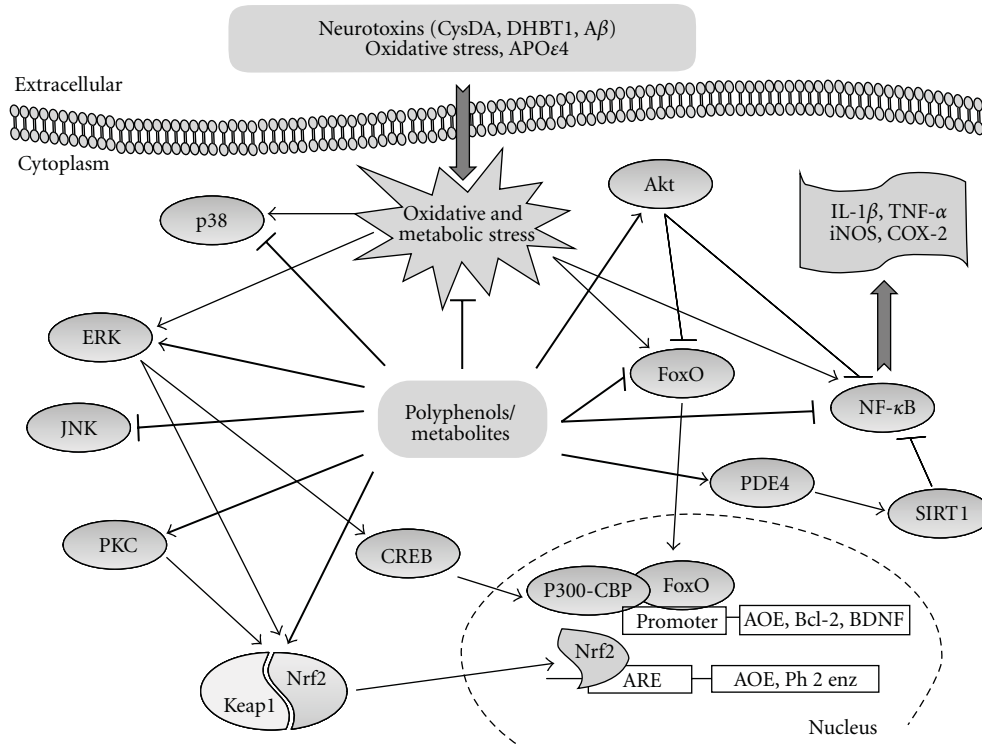 Neurotoxins (CysDA, DHBT1, Aβ)
Oxidative stress, APOε4
Extracellular
Cytoplasm
Akt
p38
Oxidative and
metabolic stress
IL-1β, TNF-α
iNOS, COX-2
ERK
FoxO
NF-κB
Polyphenols/
metabolites
JNK
PDE4
SIRT1
PKC
CREB
P300-CBP
FoxO
Promoter
AOE, Bcl-2, BDNF
Nrf2
Keap1
Nrf2
ARE
AOE, Ph 2 enz
Nucleus